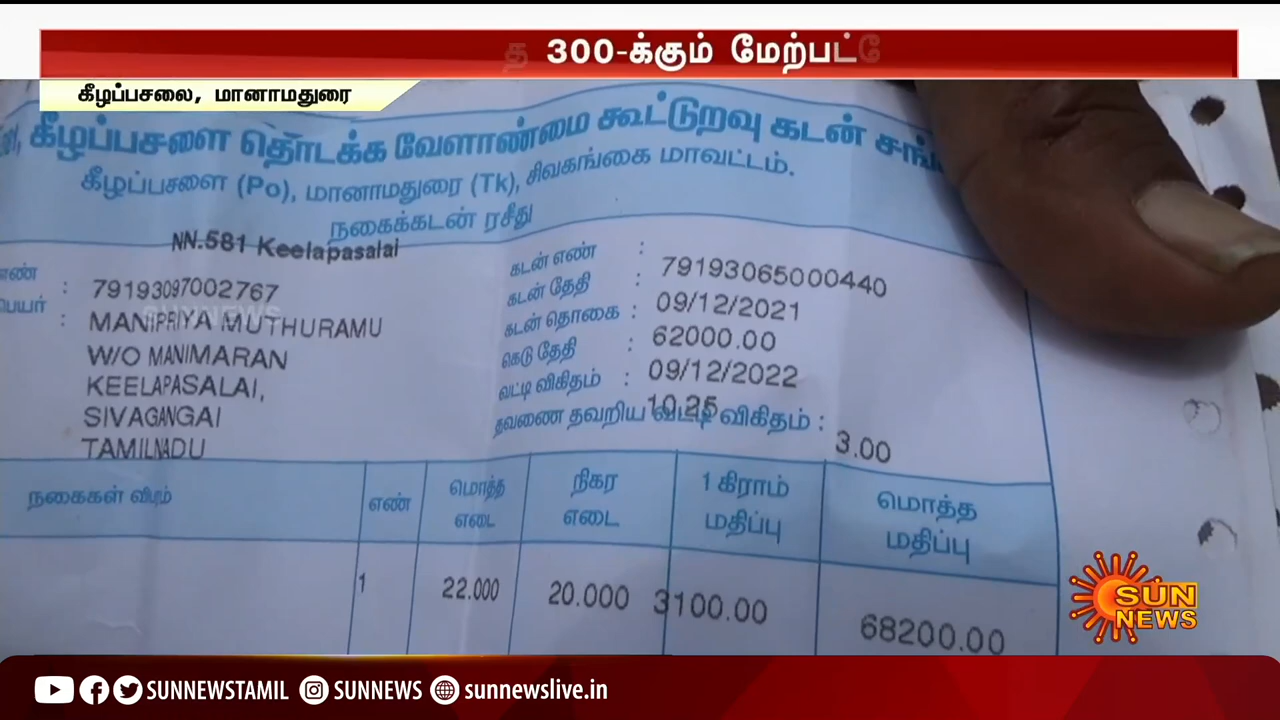 300-க்கும் மேற்பட்
கீழப்பசலை, மானாமதுரை
கீழப்பசளை தொடக்க வேளாண்மை கூட்டுறவு கடன்
கீழப்பசளை (Po), மானாமதுரை (Tk), சிவகங்கை மாவட்டம்.
நகைக்கடன் ரசீது
NN.581 Keelapasalai
எண் : 79193097002767
பெயர் : MANIPRIYA MUTHURAMU
W/O MANIMARAN
KEELAPASALAI,
SIVAGANGAI
TAMILNADU
கடன் எண் : 79193065000440
கடன் தேதி : 09/12/2021
கடன் தொகை : 62000.00
கெடு தேதி : 09/12/2022
வட்டி விகிதம் : 10.25
தவணை தவறிய வட்டி விகிதம் : 3.00
நகைகள் விபரம் எண் மொத்த எடை நிகர எடை 1 கிராம் மதிப்பு மொத்த மதிப்பு
1 22.000 20.000 3100.00 68200.00
SUN NEWS
SUN NEWS
SUNNEWSTAMIL SUNNEWS sunnewslive.in